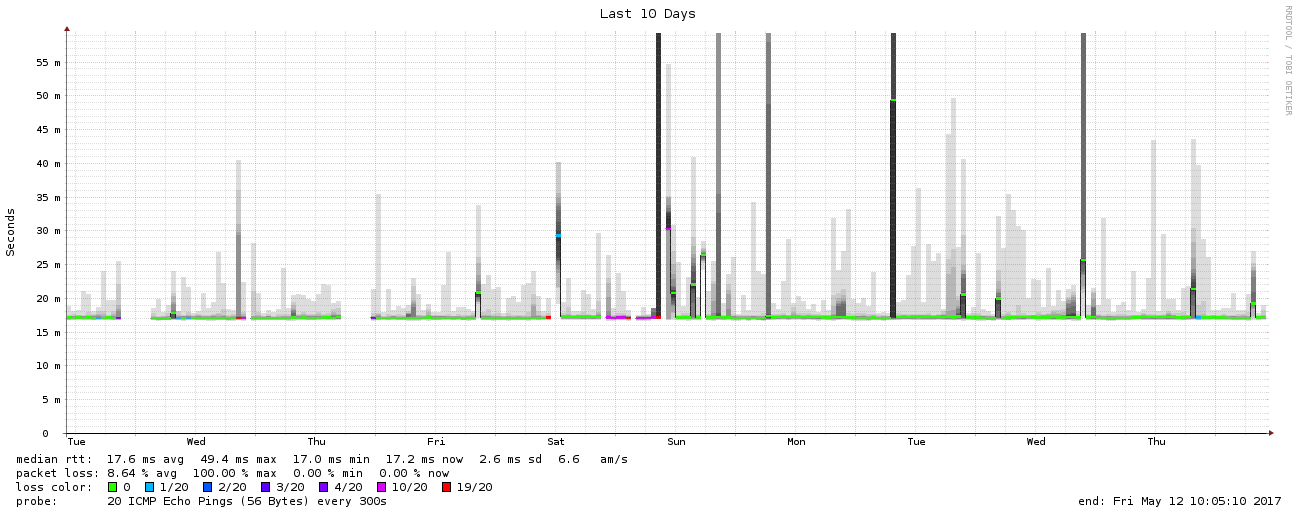 Last 10 Days
RRDTOOL / TOBI OETIKER
Seconds
55 m
50 m
45 m
40 m
35 m
30 m
25 m
20 m
15 m
10 m
5 m
0
Tue Wed Thu Fri Sat Sun Mon Tue Wed Thu
median rtt: 17.6 ms avg 49.4 ms max 17.0 ms min 17.2 ms now 2.6 ms sd 6.6 am/s
packet loss: 8.64 % avg 100.00 % max 0.00 % min 0.00 % now
loss color: 0 1/20 2/20 3/20 4/20 10/20 19/20
probe: 20 ICMP Echo Pings (56 Bytes) every 300s end: Fri May 12 10:05:10 2017